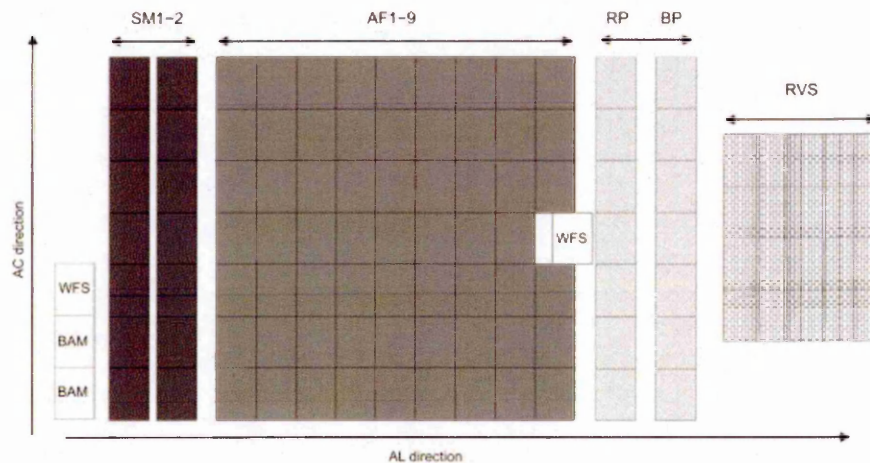 SM1-2
AF1-9
RP
BP
RVS
AC direction
WFS
WFS
BAM
BAM
AL direction